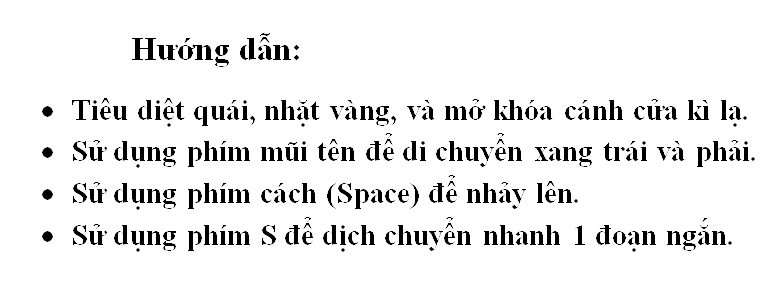 Hướng dẫn:
• Tiêu diệt quái, nhặt vàng, và mở khóa cánh cửa kì lạ.
• Sử dụng phím mũi tên để di chuyển xang trái và phải.
• Sử dụng phím cách (Space) để nhảy lên.
• Sử dụng phím S để dịch chuyển nhanh 1 đoạn ngắn.